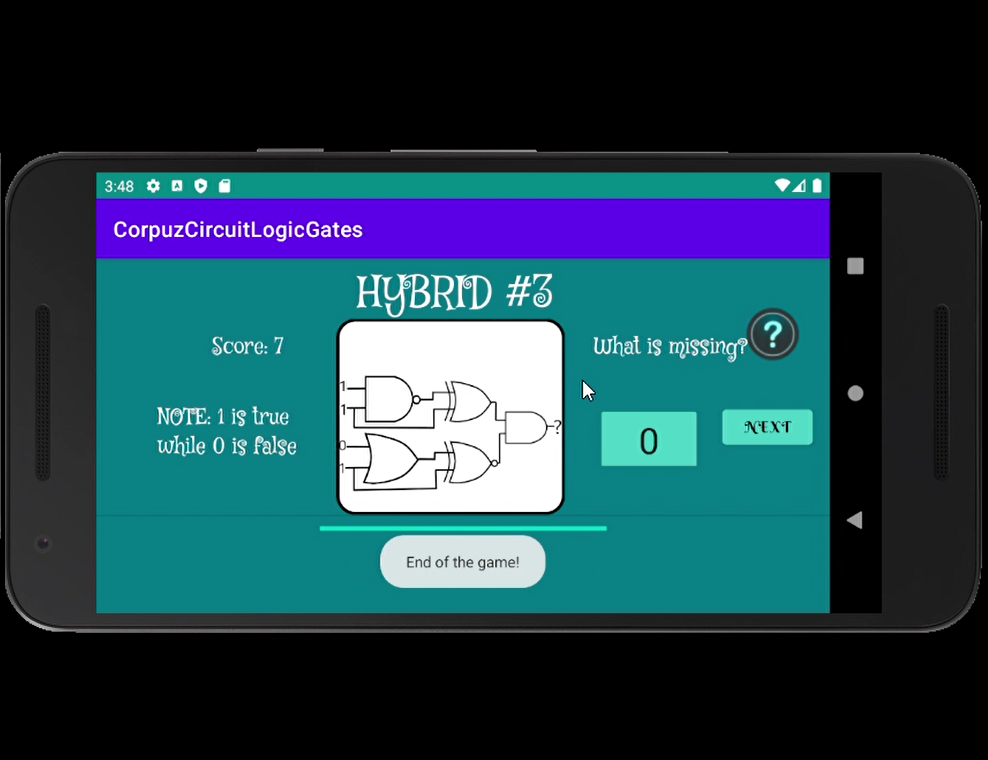 3:48
CorpuzCircuitLogicGates
HYBRID #3
Score: 7
What is missing?
?
NOTE: 1 is true
while 0 is false
1
1
0
1
?
0
NEXT
End of the game!